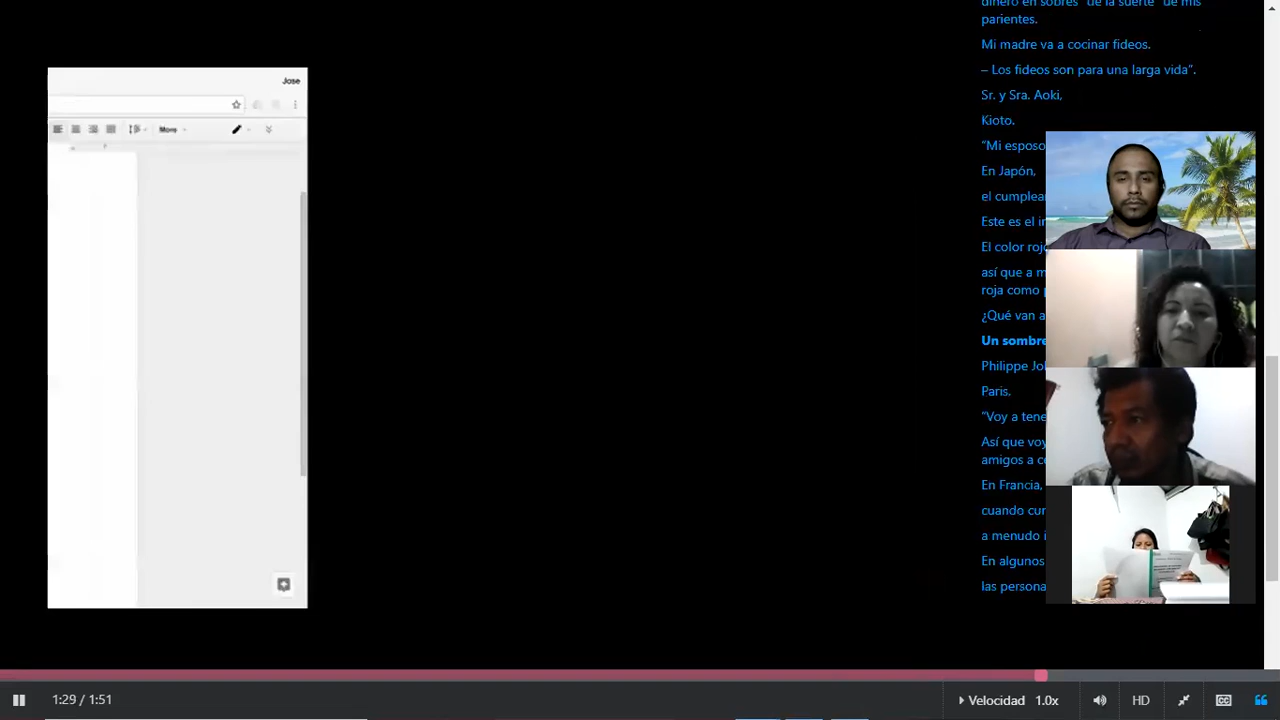 dinero en sobres "de la suerte" de mis
parientes.
Mi madre va a cocinar fideos.
– Los fideos son para una larga vida".
Sr. y Sra. Aoki,
Kioto.
"Mi esposo
En Japón,
el cumplea
Este es el i
El color roj
así que a m
roja como p
¿Qué van a
Un sombre
Philippe Jo
París.
"Voy a tene
Así que voy
amigos a c
En Francia,
cuando cu
a menudo i
En algunos
las persona
Jose
More
1:29 / 1:51
Velocidad 1.0x
HD